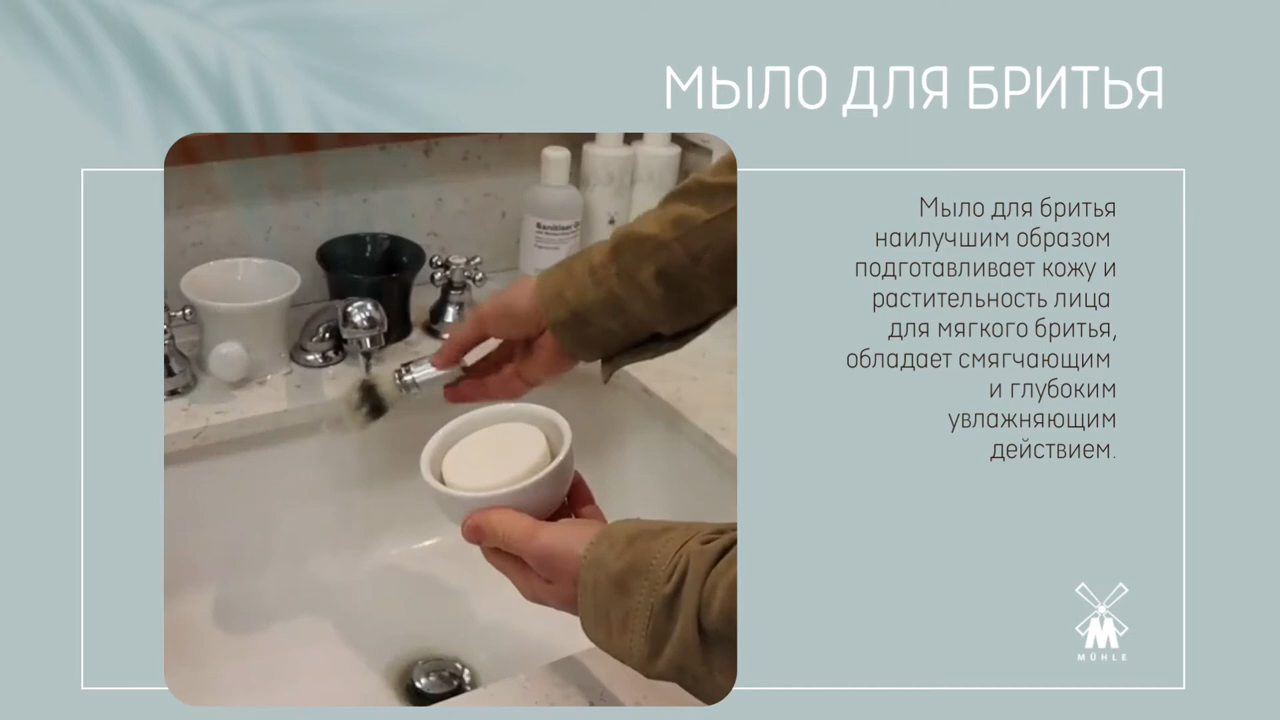 МЫЛО ДЛЯ БРИТЬЯ
Мыло для бритья
наилучшим образом
подготавливает кожу и
растительность лица
для мягкого бритья,
обладает смягчающим
и глубоким
увлажняющим
действием.
Sanitiser
MÜHLE